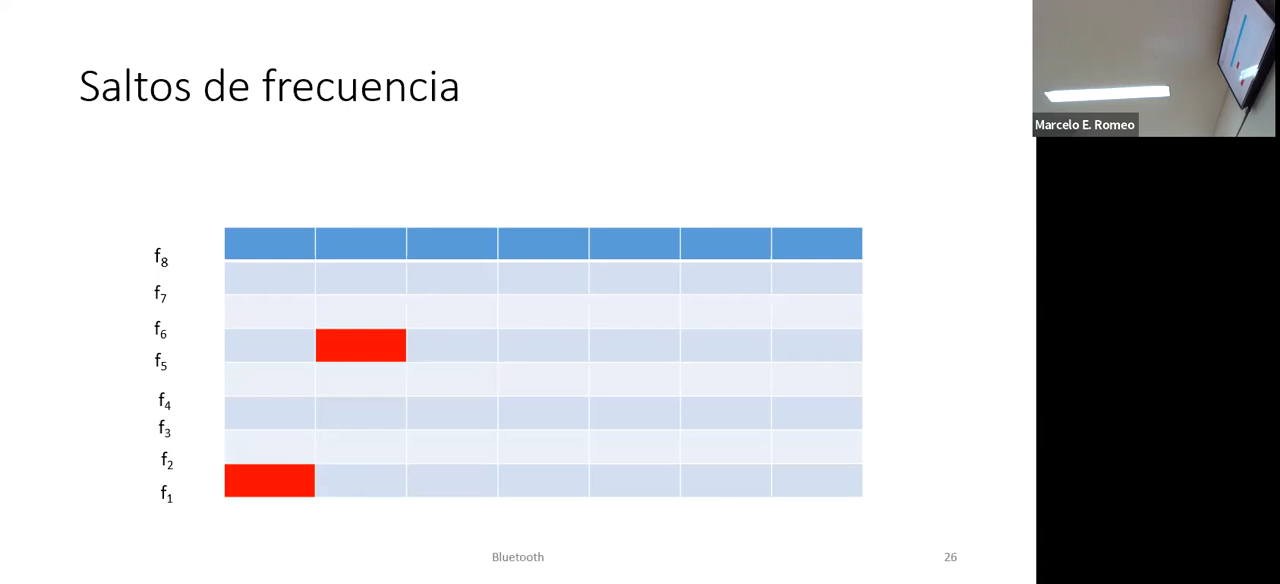 Saltos de frecuencia
Marcelo E. Romeo
f8
f7
f6
f5
f4
f3
f2
f1
Bluetooth
26